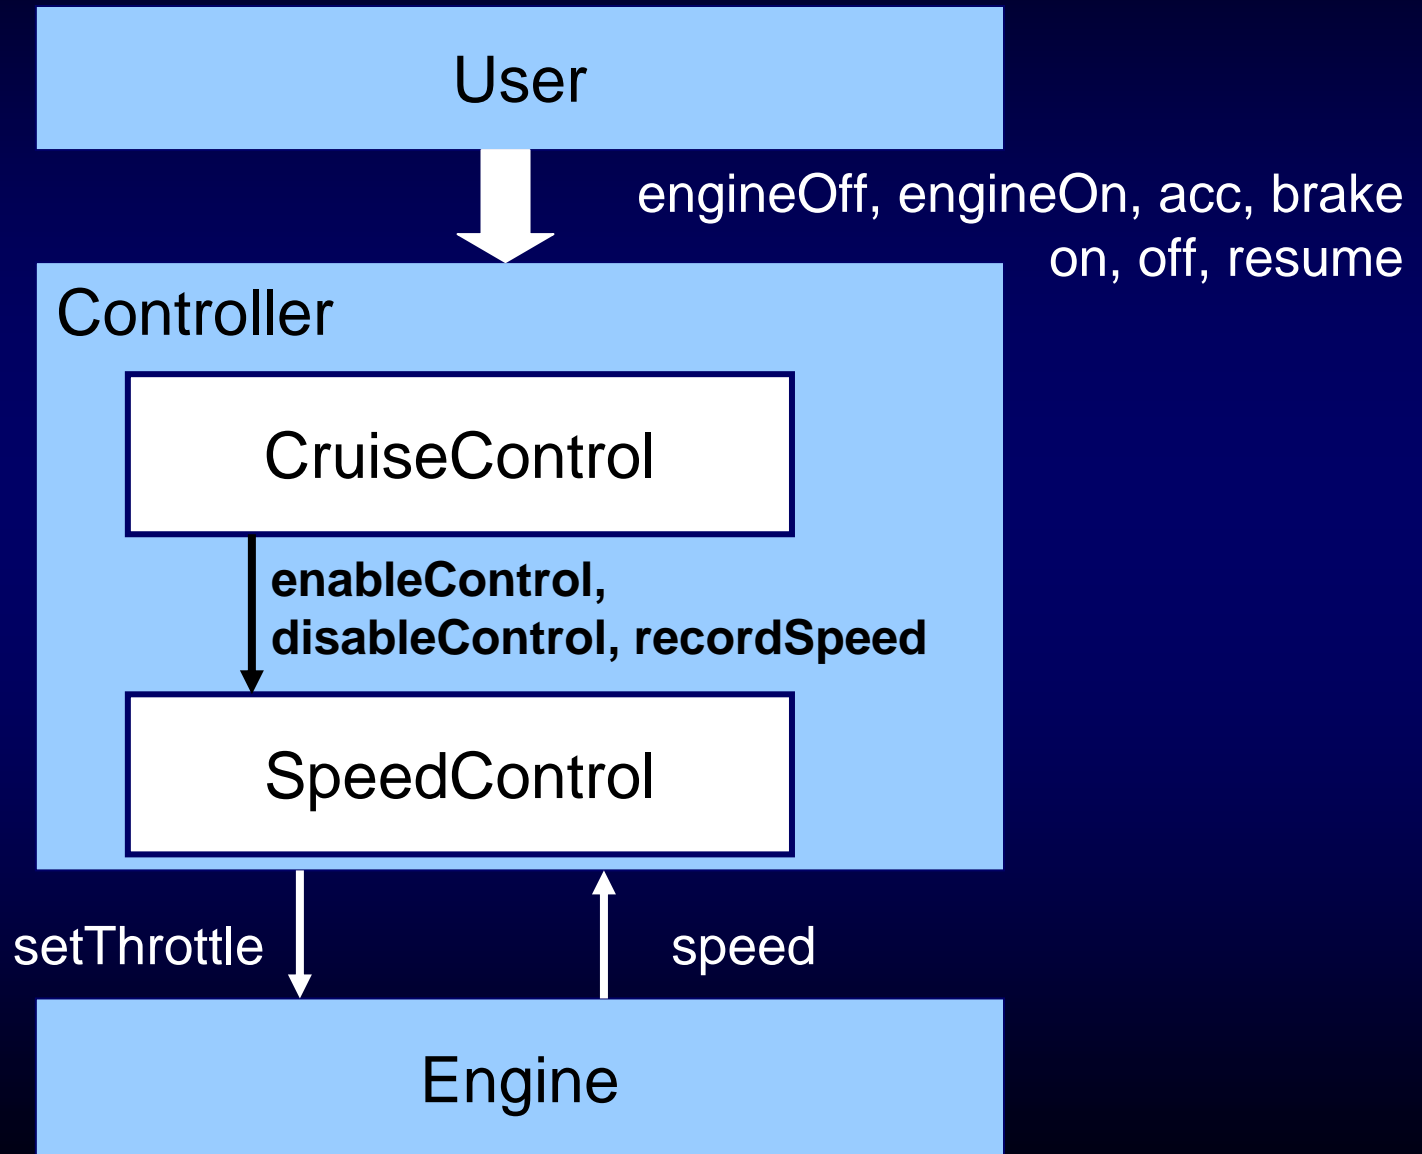 User
engineOff, engineOn, acc, brake
on, off, resume
Controller
CruiseControl
enableControl,
disableControl, recordSpeed
SpeedControl
setThrottle
speed
Engine